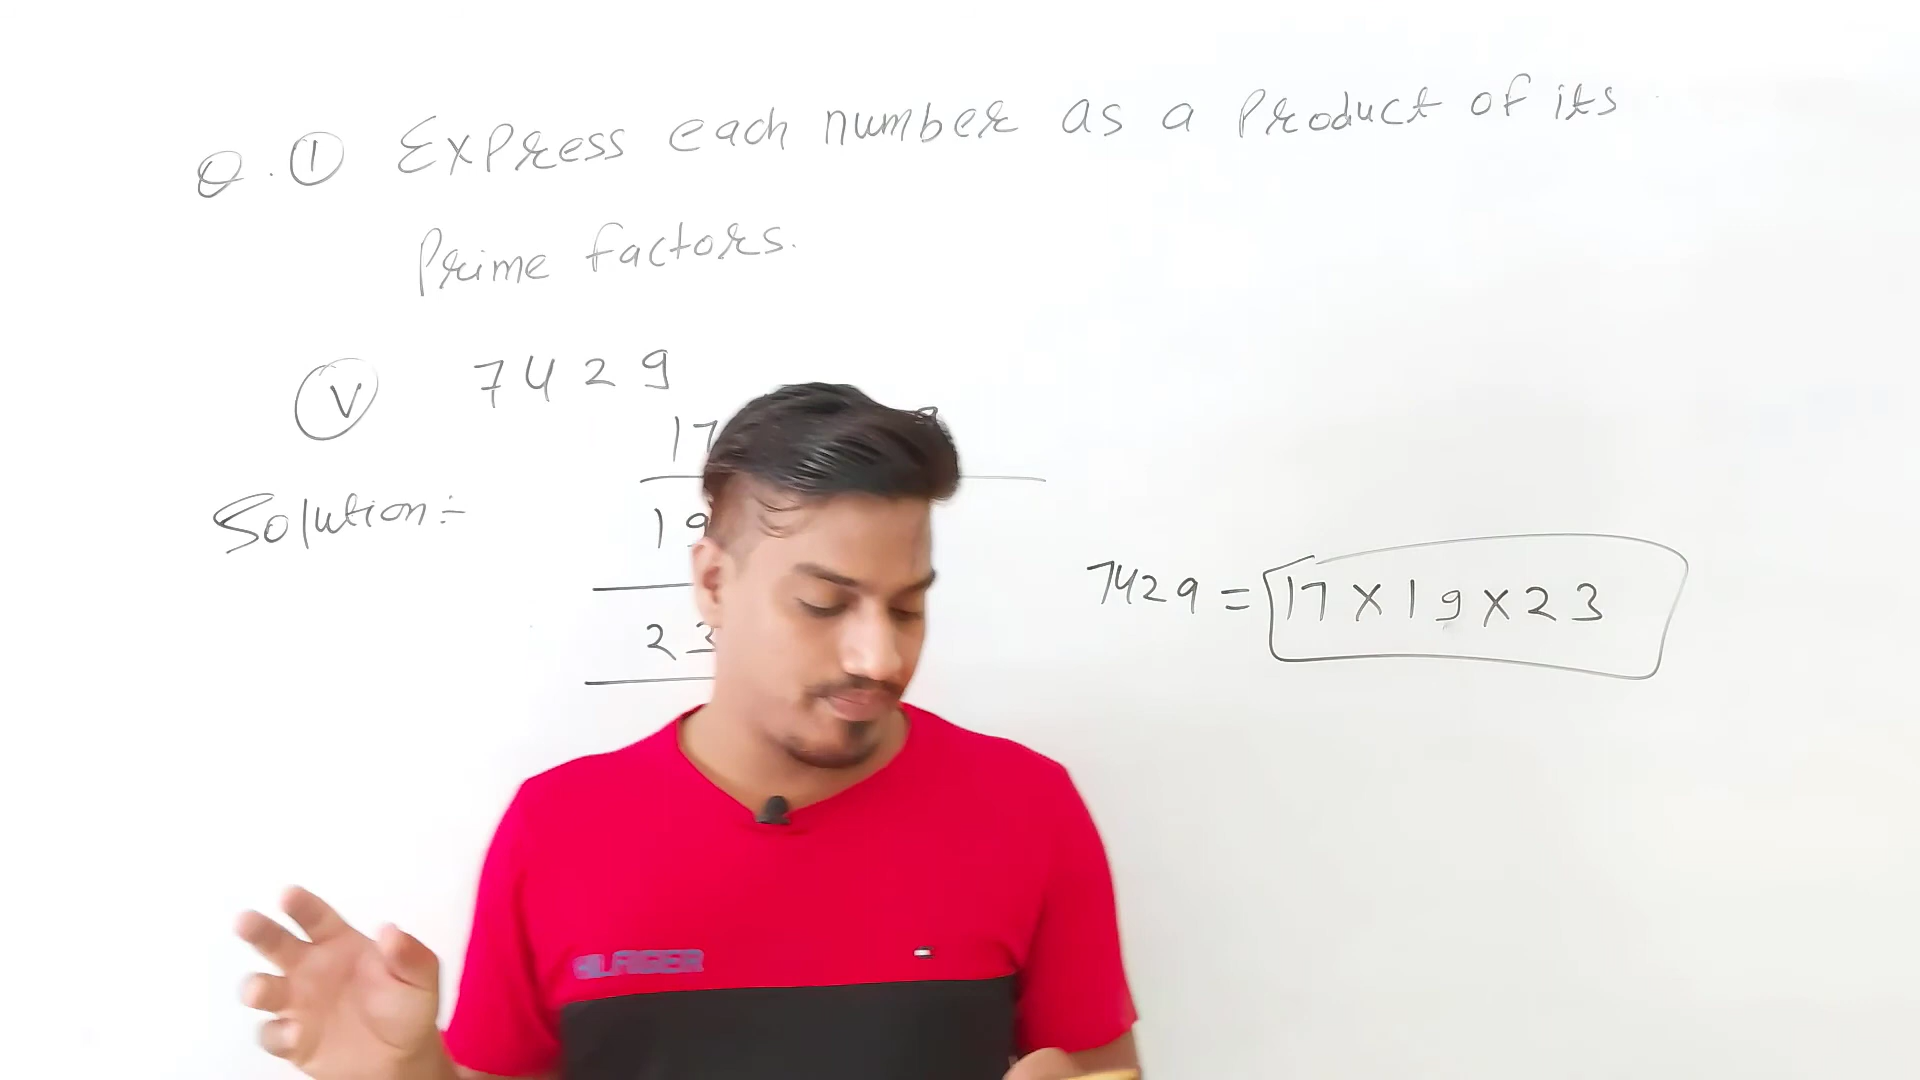 Q. 1 Express each number as a Product of its
Prime factors.
V 7429
17
Solution:-
19
7429 = 17 X 19 X 23
23
HILFIGER